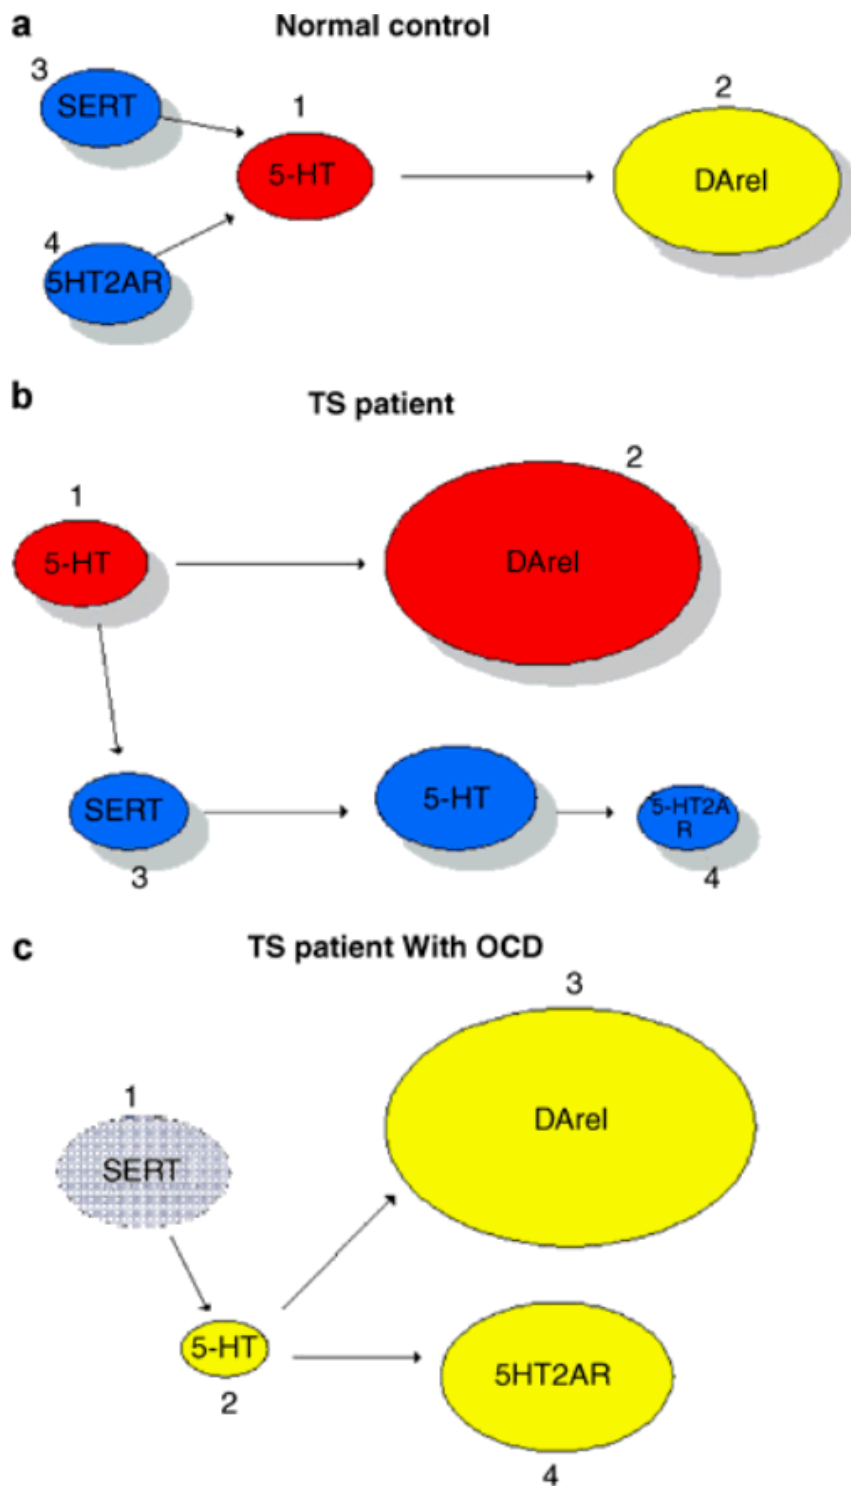 a
Normal control
3
SERT
1
5-HT
2
DArel
4
5HT2AR
b
TS patient
1
5-HT
2
DArel
SERT
3
5-HT
5-HT2A
R
4
c
TS patient With OCD
3
DArel
1
SERT
5-HT
2
5HT2AR
4